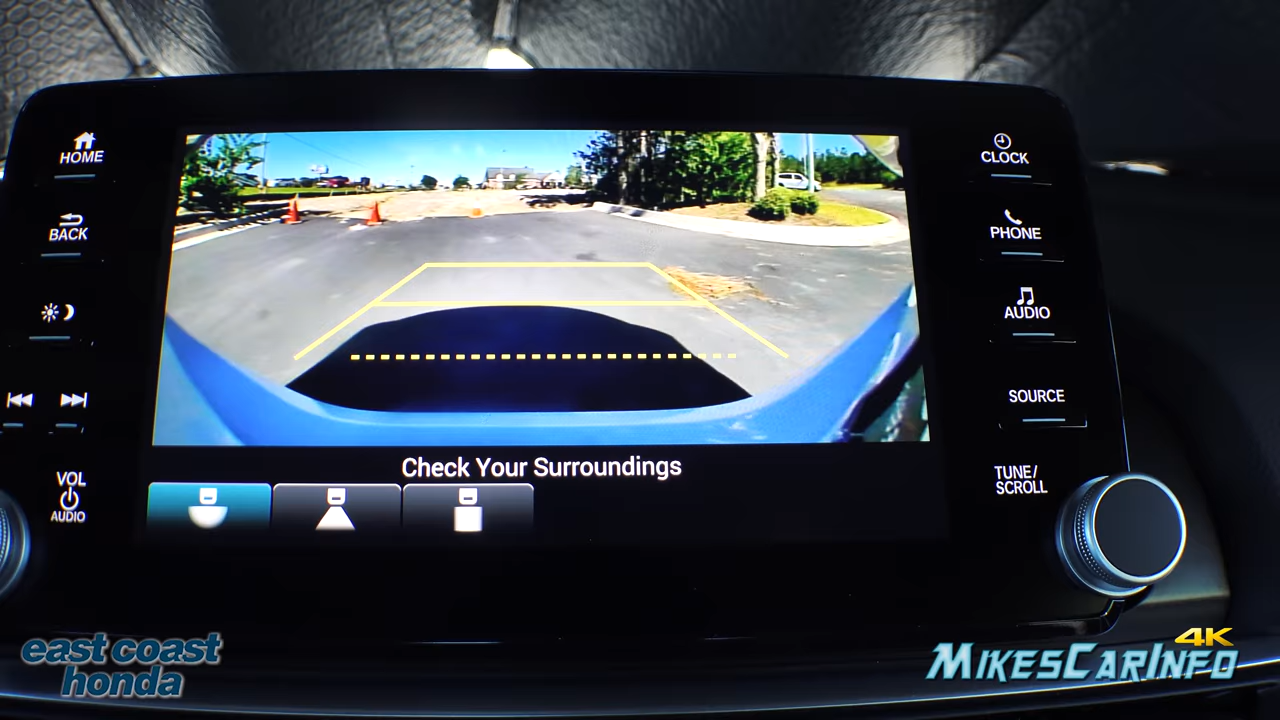 HOME
BACK
VOL
AUDIO
Check Your Surroundings
CLOCK
PHONE
AUDIO
SOURCE
TUNE/
SCROLL
east coast
honda
4K
MIKESCARINFO